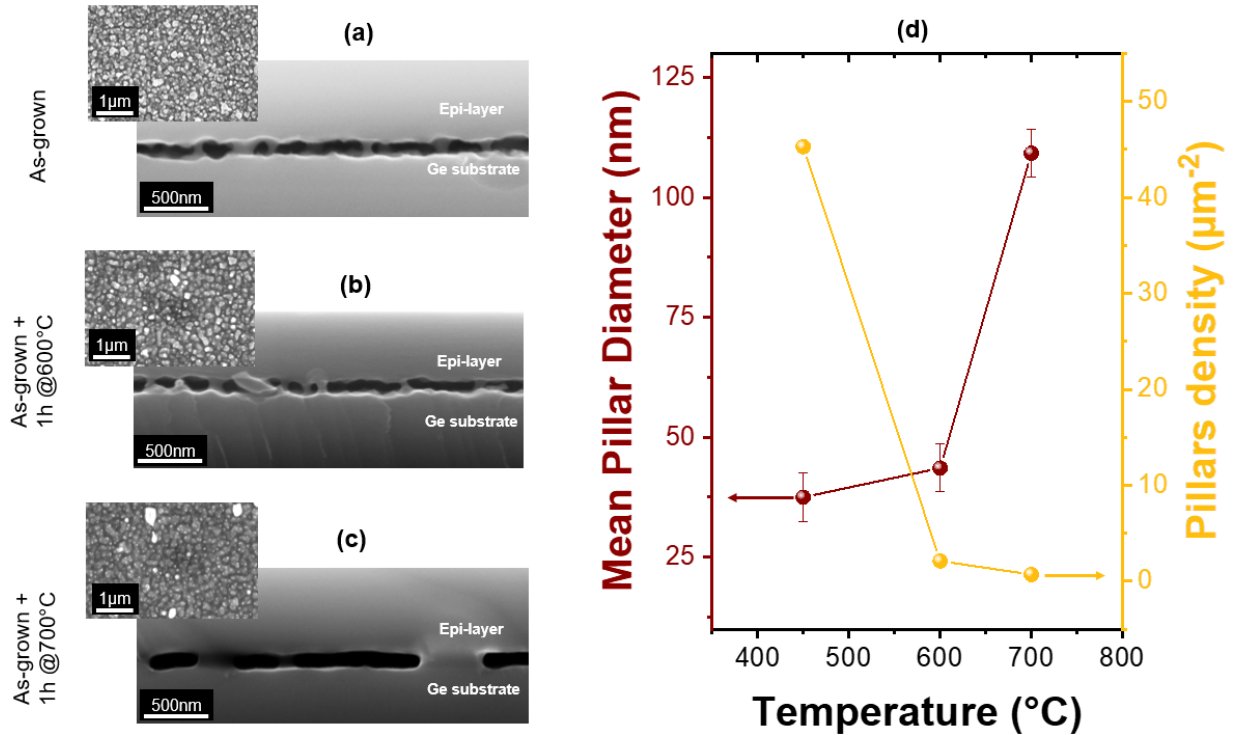 (a)
As-grown
1µm
Epi-layer
Ge substrate
500nm
(b)
As-grown +
1h @600°C
1µm
Epi-layer
Ge substrate
500nm
(c)
As-grown +
1h @700°C
1µm
Epi-layer
Ge substrate
500nm
(d)
Mean Pillar Diameter (nm)
125
100
75
50
25
Pillars density (µm⁻²)
50
40
30
20
10
0
400 500 600 700 800
Temperature (°C)